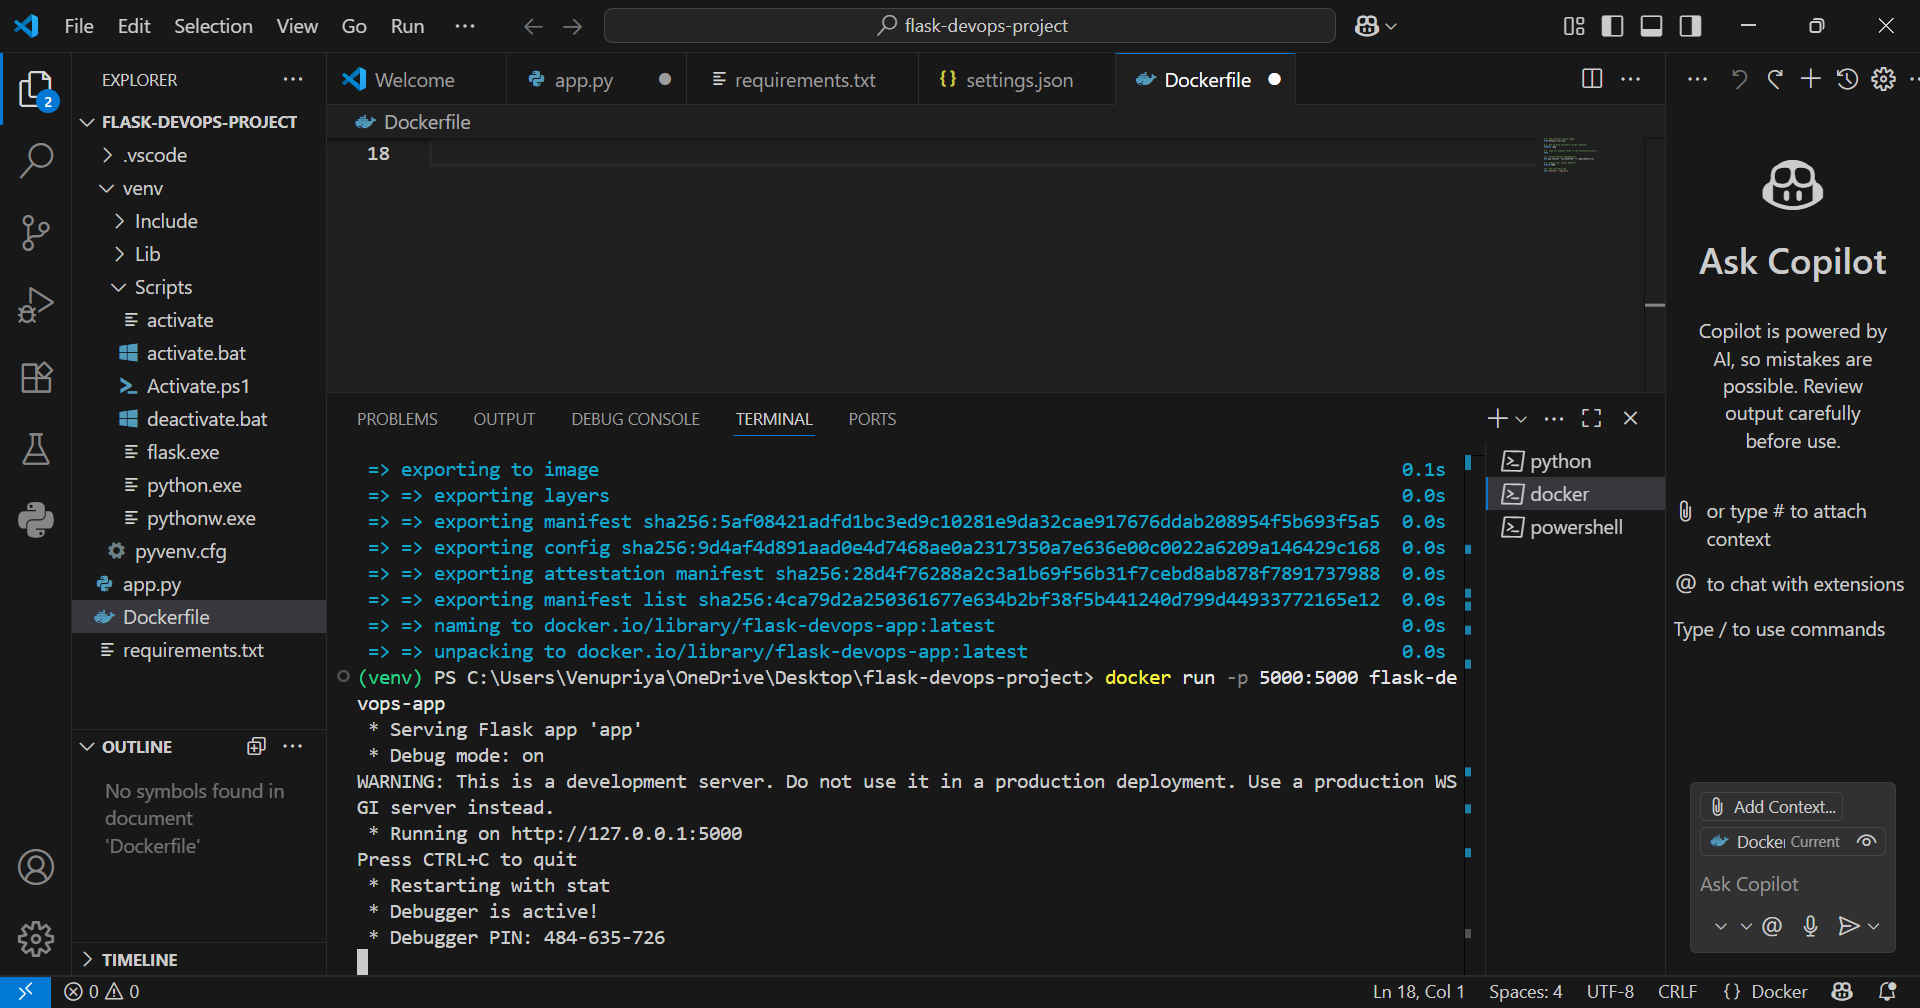 File Edit Selection View Go Run ...
flask-devops-project
EXPLORER
2
FLASK-DEVOPS-PROJECT
.vscode
venv
Include
Lib
Scripts
activate
activate.bat
Activate.ps1
deactivate.bat
flask.exe
python.exe
pythonw.exe
pyvenv.cfg
app.py
Dockerfile
requirements.txt
OUTLINE
No symbols found in
document
'Dockerfile'
TIMELINE
Welcome app.py requirements.txt {} settings.json Dockerfile
Dockerfile
18
PROBLEMS OUTPUT DEBUG CONSOLE TERMINAL PORTS
=> exporting to image 0.1s
=> => exporting layers 0.0s
=> => exporting manifest sha256:5af08421adfd1bc3ed9c10281e9da32cae917676ddab208954f5b693f5a5 0.0s
=> => exporting config sha256:9d4af4d891aad0e4d7468ae0a2317350a7e636e00c0022a6209a146429c168 0.0s
=> => exporting attestation manifest sha256:28d4f76288a2c3a1b69f56b31f7cebd8ab878f7891737988 0.0s
=> => exporting manifest list sha256:4ca79d2a250361677e634b2bf38f5b441240d799d44933772165e12 0.0s
=> => naming to docker.io/library/flask-devops-app:latest 0.0s
=> => unpacking to docker.io/library/flask-devops-app:latest 0.0s
(venv) PS C:\Users\Venupriya\OneDrive\Desktop\flask-devops-project> docker run -p 5000:5000 flask-de
vops-app
* Serving Flask app 'app'
* Debug mode: on
WARNING: This is a development server. Do not use it in a production deployment. Use a production WS
GI server instead.
* Running on http://127.0.0.1:5000
Press CTRL+C to quit
* Restarting with stat
* Debugger is active!
* Debugger PIN: 484-635-726
python
docker
powershell
Ask Copilot
Copilot is powered by
AI, so mistakes are
possible. Review
output carefully
before use.
or type # to attach
context
@ to chat with extensions
Type / to use commands
Add Context...
Docker Current
Ask Copilot
@
0 0
Ln 18, Col 1 Spaces: 4 UTF-8 CRLF {} Docker